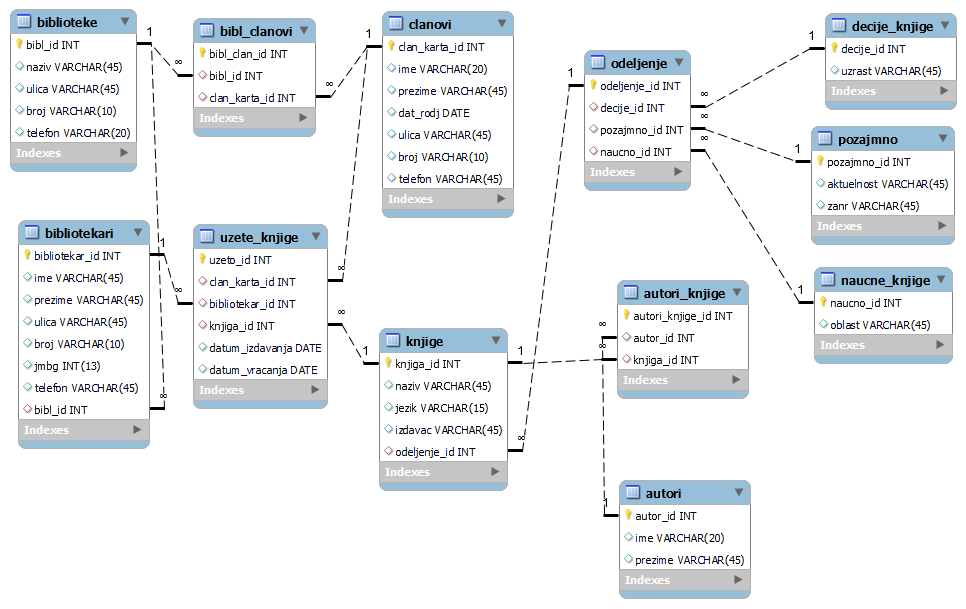 biblioteke
bibl_id INT
naziv VARCHAR(45)
ulica VARCHAR(45)
broj VARCHAR(10)
telefon VARCHAR(20)
Indexes
1
∞
bibl_clanovi
bibl_clan_id INT
bibl_id INT
clan_karta_id INT
Indexes
∞
1
clanovi
clan_karta_id INT
ime VARCHAR(20)
prezime VARCHAR(45)
dat_rodj DATE
ulica VARCHAR(45)
broj VARCHAR(10)
telefon VARCHAR(45)
Indexes
odeljenje
odeljenje_id INT
decije_id INT
pozajmno_id INT
naucno_id INT
Indexes
1
∞
∞
∞
decije_knjige
decije_id INT
uzrast VARCHAR(45)
Indexes
1
pozajmno
pozajmno_id INT
aktuelnost VARCHAR(45)
zanr VARCHAR(45)
Indexes
1
naucne_knjige
naucno_id INT
oblast VARCHAR(45)
Indexes
1
bibliotekari
bibliotekar_id INT
ime VARCHAR(45)
prezime VARCHAR(45)
ulica VARCHAR(45)
broj VARCHAR(10)
jmbg INT(13)
telefon VARCHAR(45)
bibl_id INT
Indexes
1
∞
∞
uzete_knjige
uzeto_id INT
clan_karta_id INT
bibliotekar_id INT
knjiga_id INT
datum_izdavanja DATE
datum_vracanja DATE
Indexes
∞
∞
1
knjige
knjiga_id INT
naziv VARCHAR(45)
jezik VARCHAR(15)
izdavac VARCHAR(45)
odeljenje_id INT
Indexes
1
∞
autori_knjige
autori_knjige_id INT
autor_id INT
knjiga_id INT
Indexes
∞
∞
1
autori
autor_id INT
ime VARCHAR(20)
prezime VARCHAR(45)
Indexes